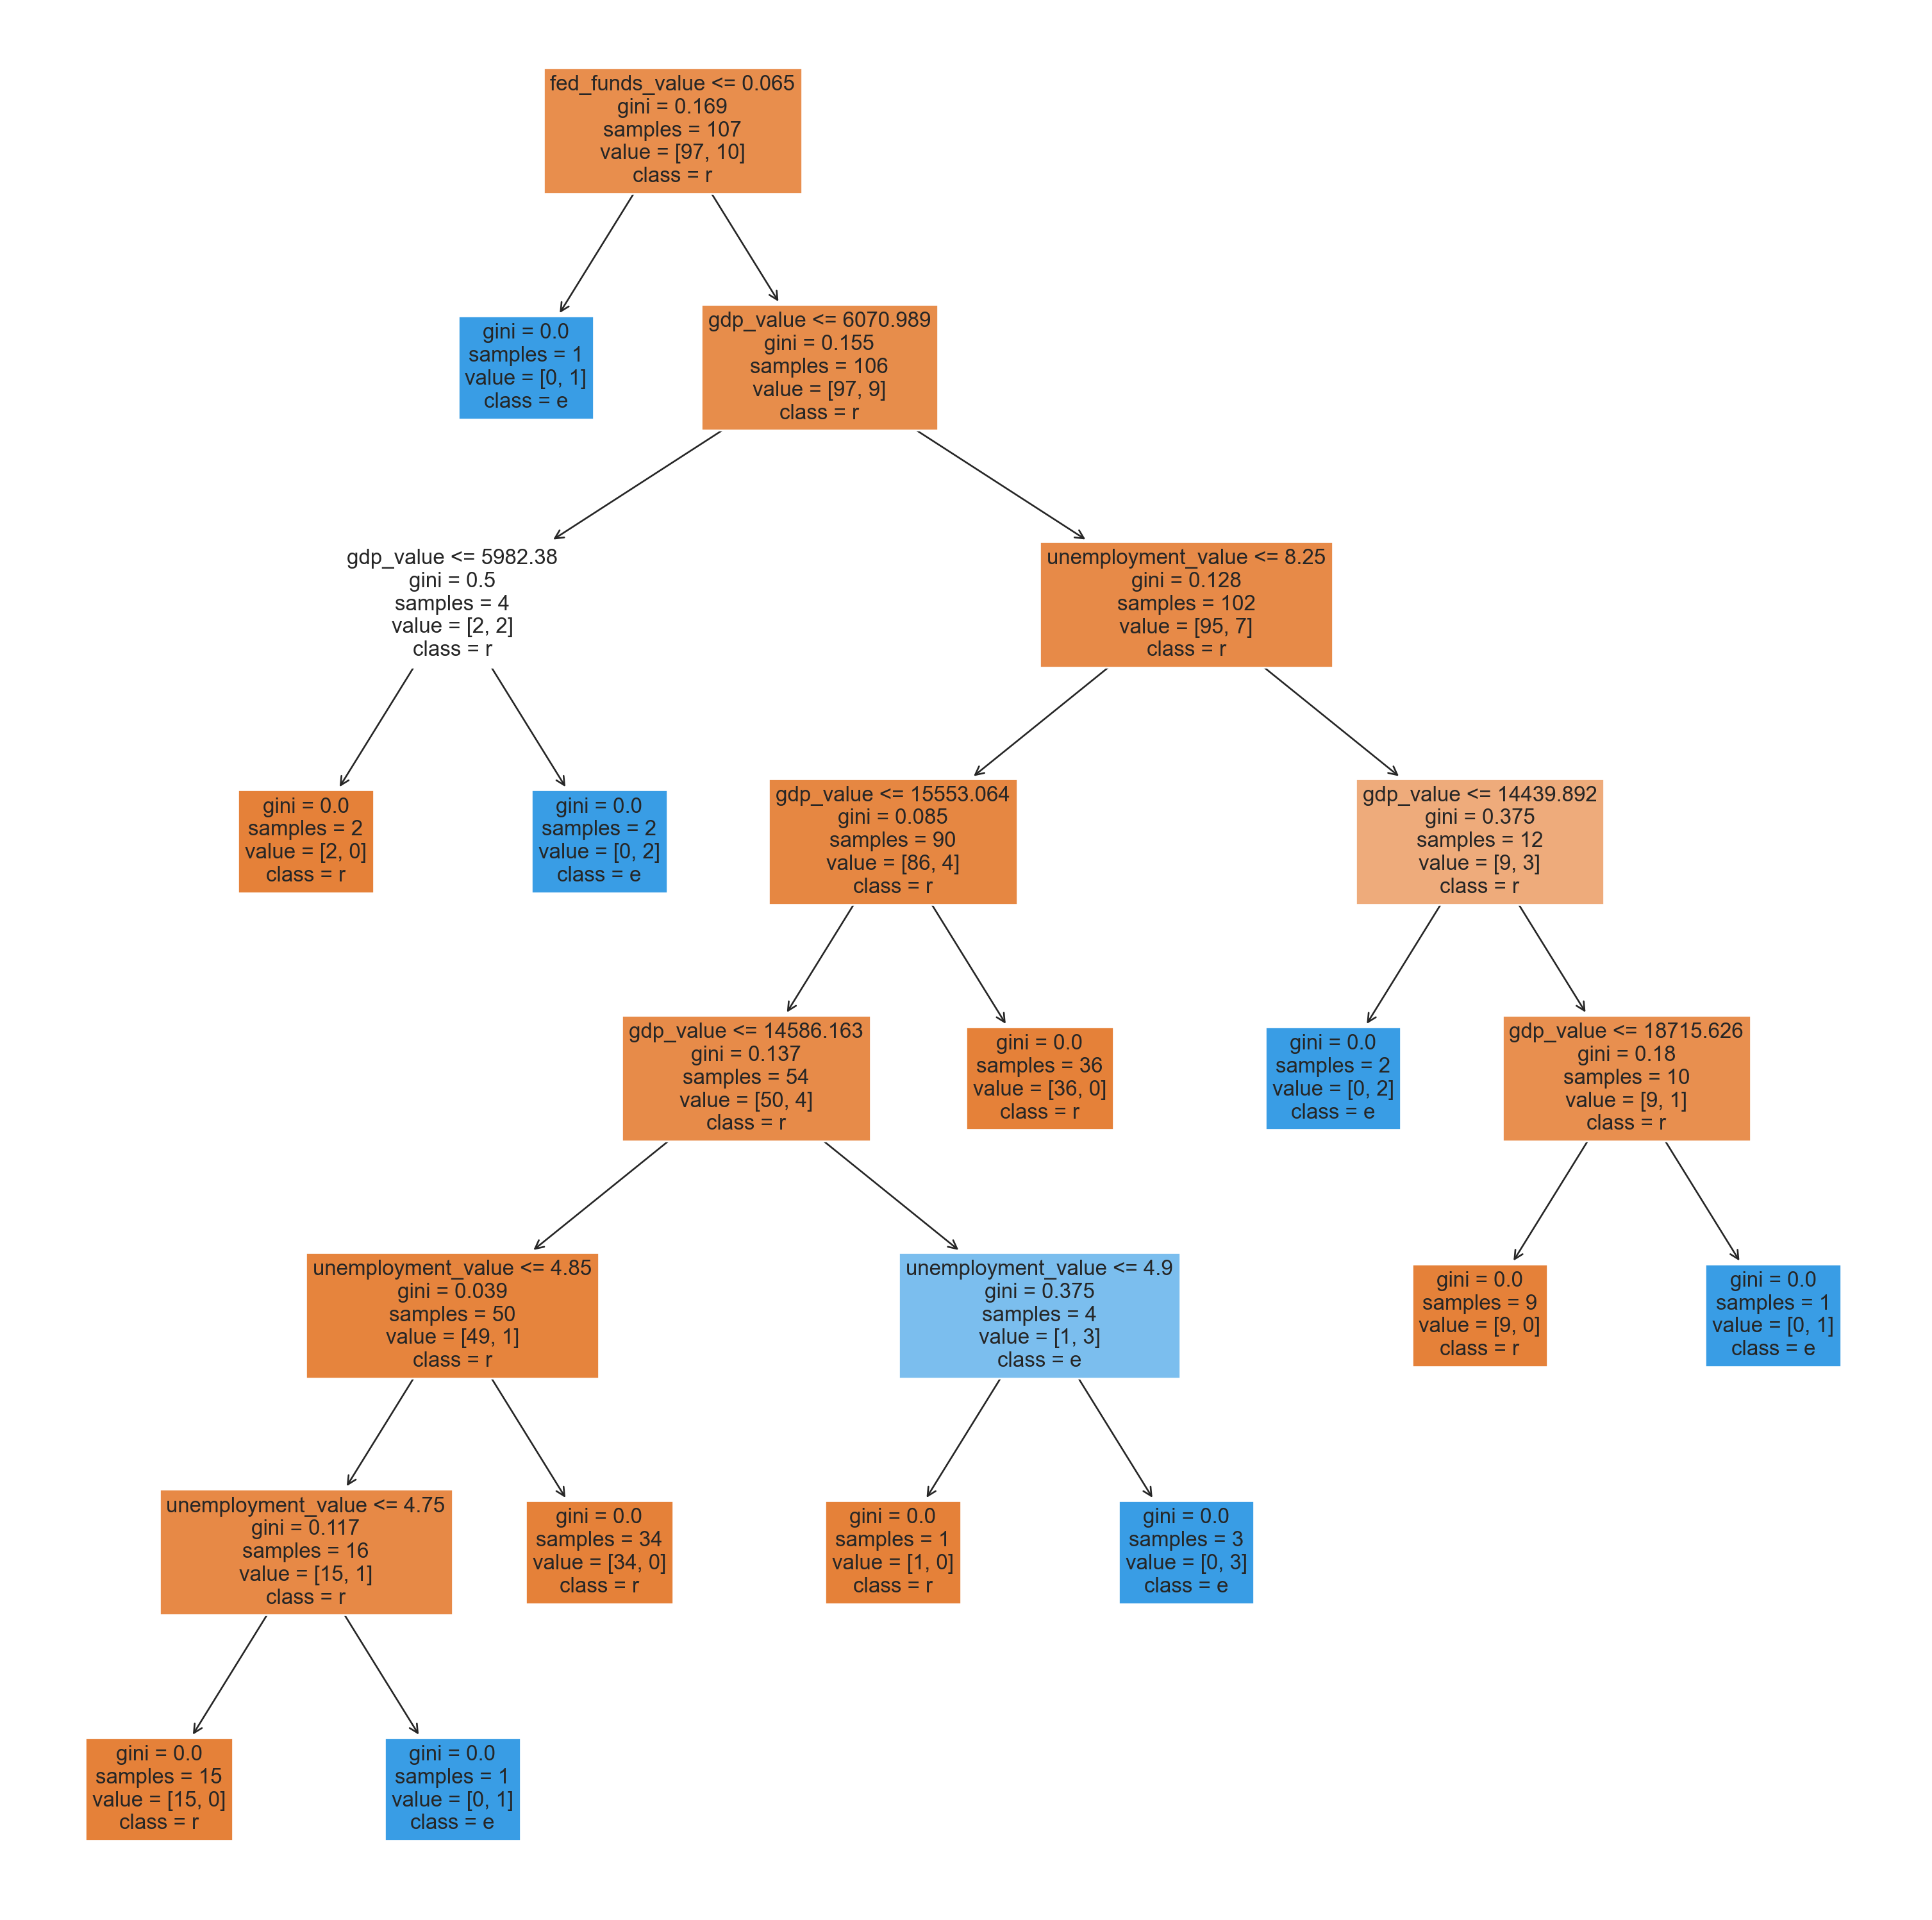 fed_funds_value <= 0.065
gini = 0.169
samples = 107
value = [97, 10]
class = r
gini = 0.0
samples = 1
value = [0, 1]
class = e
gdp_value <= 6070.989
gini = 0.155
samples = 106
value = [97, 9]
class = r
gdp_value <= 5982.38
gini = 0.5
samples = 4
value = [2, 2]
class = r
unemployment_value <= 8.25
gini = 0.128
samples = 102
value = [95, 7]
class = r
gini = 0.0
samples = 2
value = [2, 0]
class = r
gini = 0.0
samples = 2
value = [0, 2]
class = e
gdp_value <= 15553.064
gini = 0.085
samples = 90
value = [86, 4]
class = r
gdp_value <= 14439.892
gini = 0.375
samples = 12
value = [9, 3]
class = r
gdp_value <= 14586.163
gini = 0.137
samples = 54
value = [50, 4]
class = r
gini = 0.0
samples = 36
value = [36, 0]
class = r
gini = 0.0
samples = 2
value = [0, 2]
class = e
gdp_value <= 18715.626
gini = 0.18
samples = 10
value = [9, 1]
class = r
unemployment_value <= 4.85
gini = 0.039
samples = 50
value = [49, 1]
class = r
unemployment_value <= 4.9
gini = 0.375
samples = 4
value = [1, 3]
class = e
gini = 0.0
samples = 9
value = [9, 0]
class = r
gini = 0.0
samples = 1
value = [0, 1]
class = e
unemployment_value <= 4.75
gini = 0.117
samples = 16
value = [15, 1]
class = r
gini = 0.0
samples = 34
value = [34, 0]
class = r
gini = 0.0
samples = 1
value = [1, 0]
class = r
gini = 0.0
samples = 3
value = [0, 3]
class = e
gini = 0.0
samples = 15
value = [15, 0]
class = r
gini = 0.0
samples = 1
value = [0, 1]
class = e